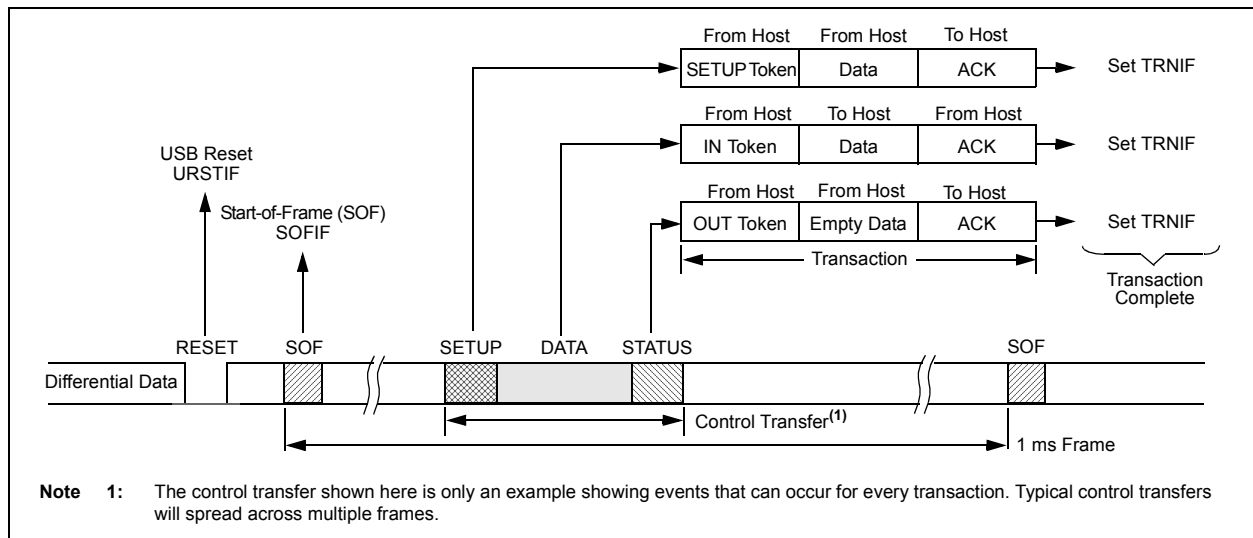 From Host From Host To Host
SETUP Token Data ACK Set TRNIF
From Host To Host From Host
IN Token Data ACK Set TRNIF
USB Reset
URSTIF
From Host From Host To Host
Start-of-Frame (SOF)
SOFIF
OUT Token Empty Data ACK Set TRNIF
Transaction
Transaction
Complete
RESET SOF SETUP DATA STATUS SOF
Differential Data
Control Transfer(1)
1 ms Frame
Note 1: The control transfer shown here is only an example showing events that can occur for every transaction. Typical control transfers
will spread across multiple frames.